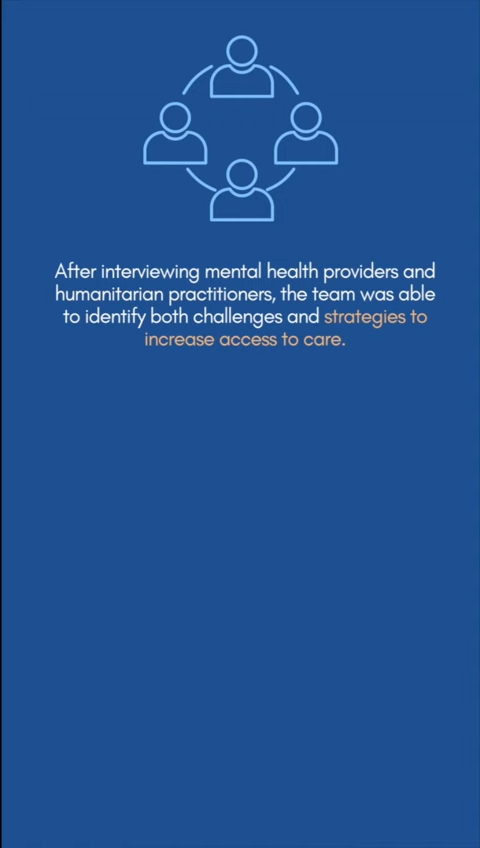 After interviewing mental health providers and
humanitarian practitioners, the team was able
to identify both challenges and strategies to
increase access to care.